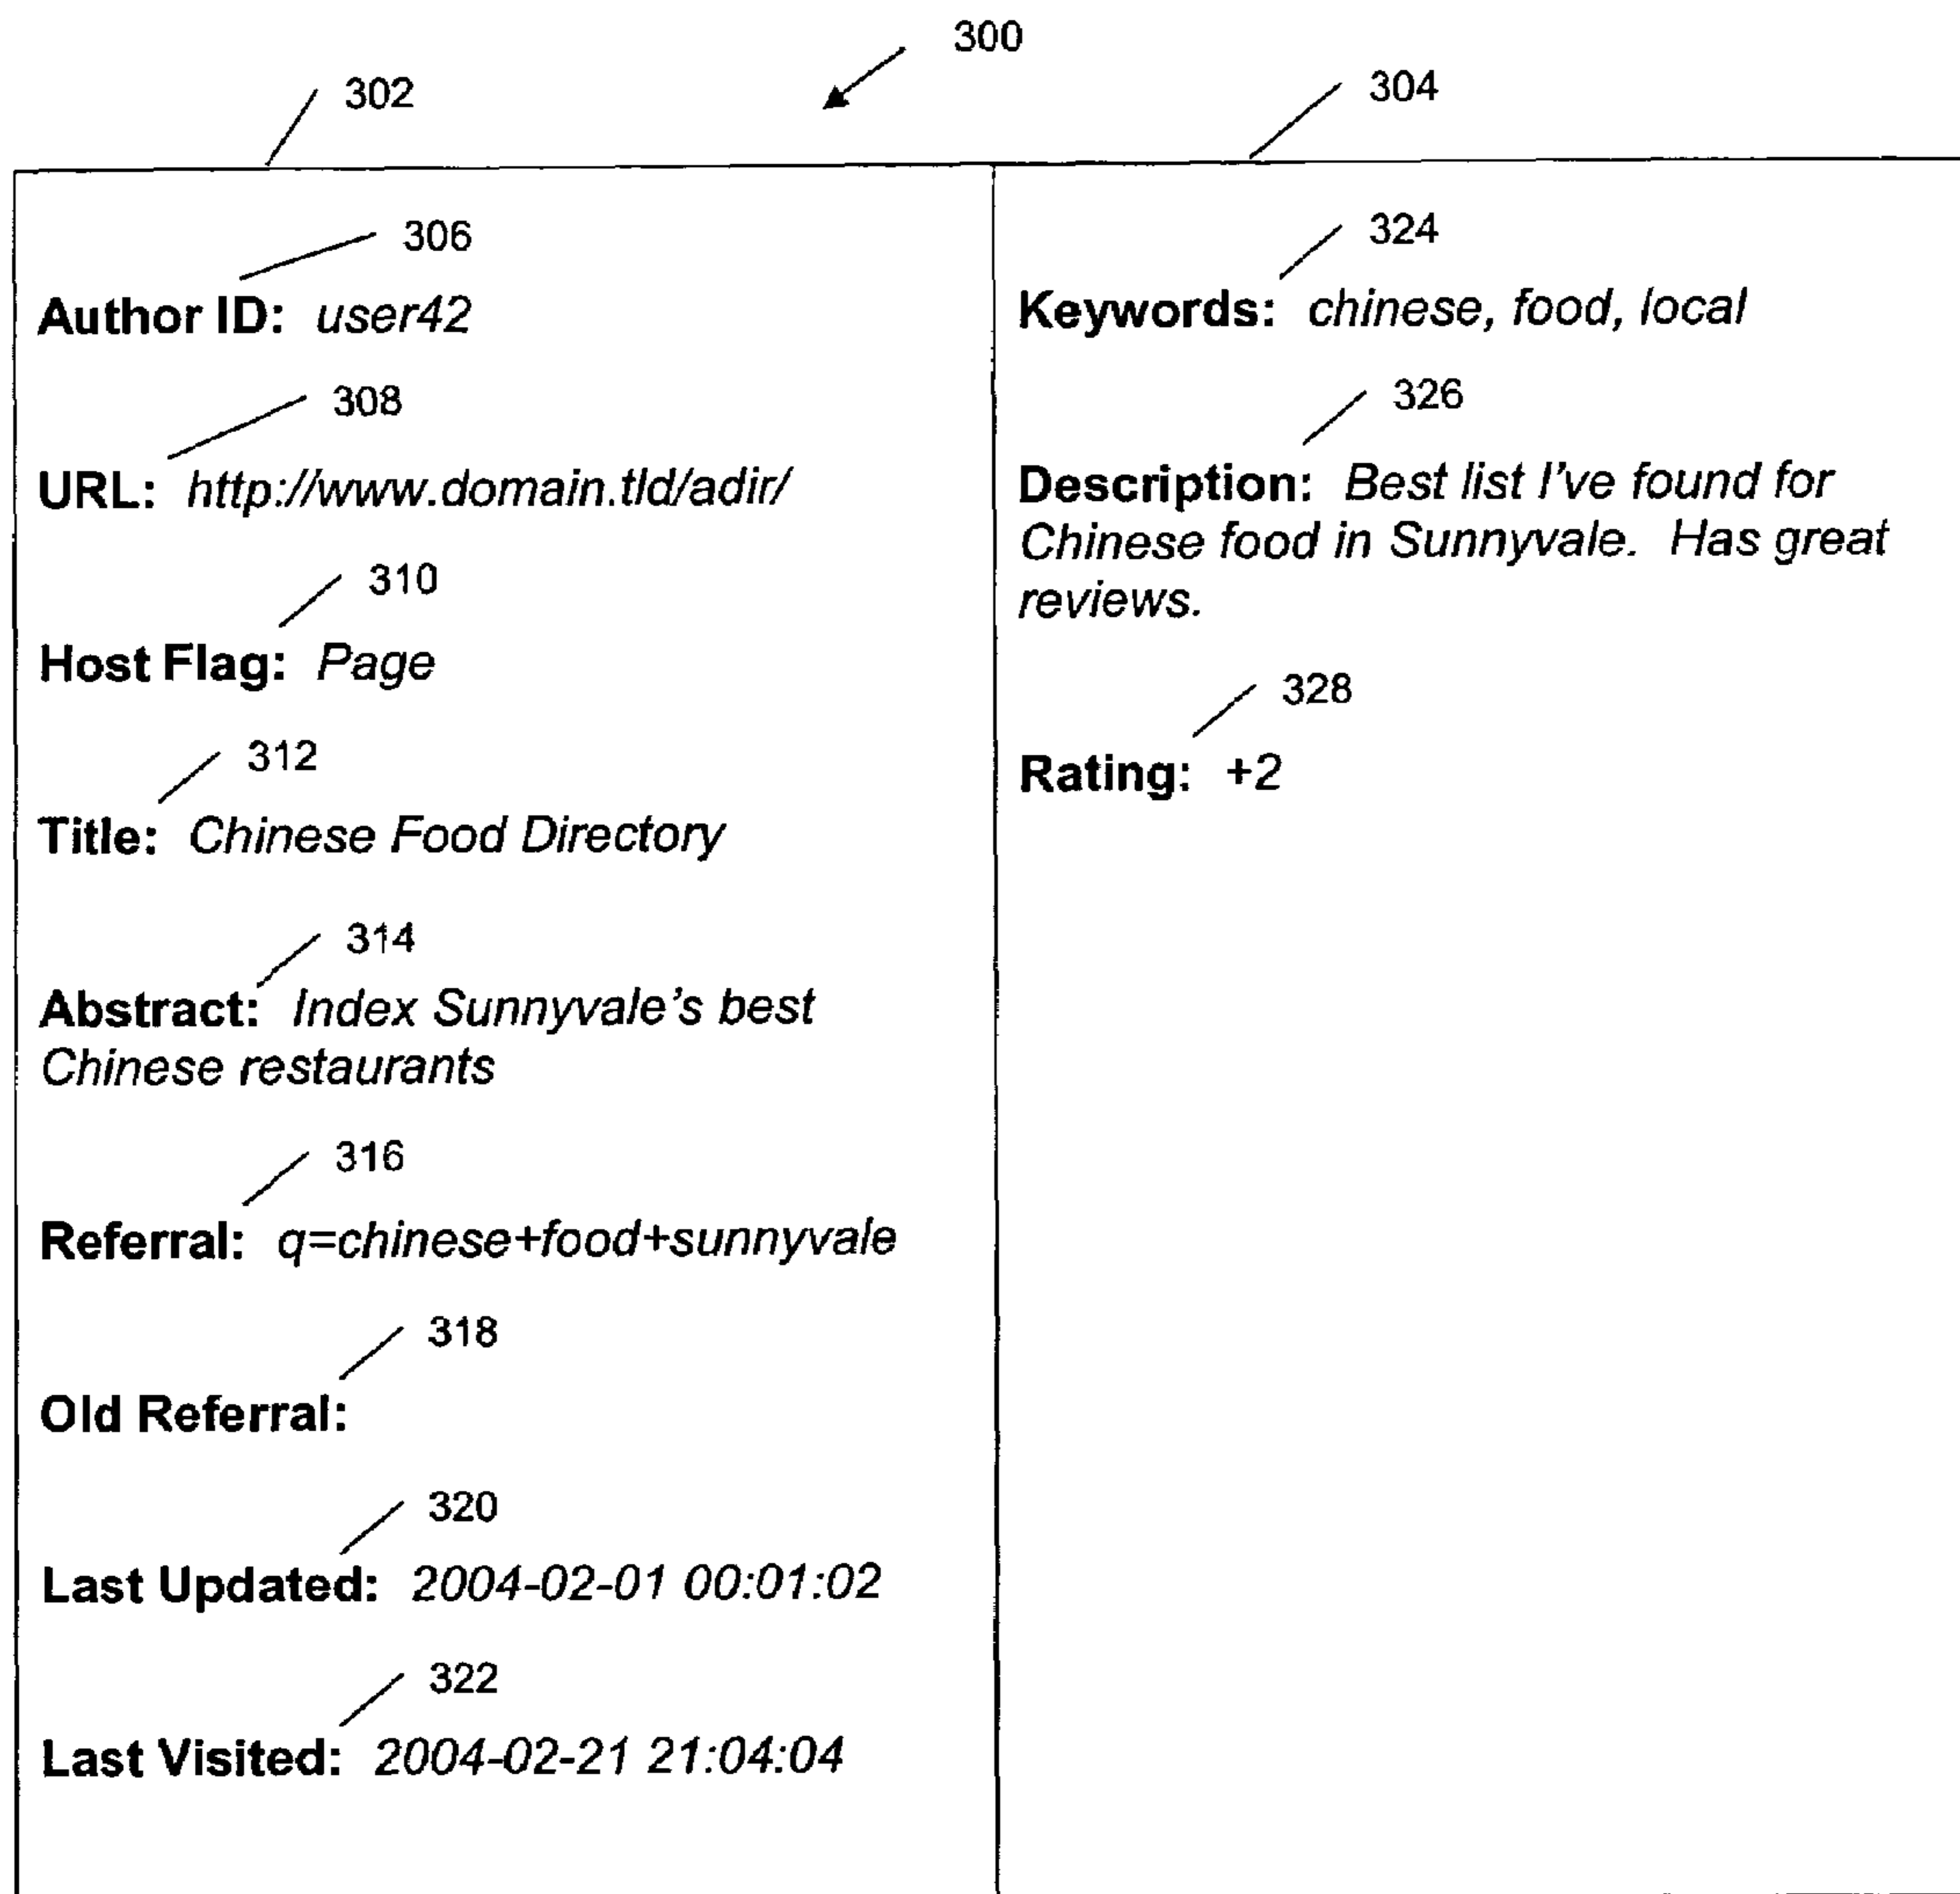 300
302
304
306
Author ID: user42
308
URL: http://www.domain.tld/adir/
310
Host Flag: Page
312
Title: Chinese Food Directory
314
Abstract: Index Sunnyvale's best
Chinese restaurants
316
Referral: q=chinese+food+sunnyvale
318
Old Referral:
320
Last Updated: 2004-02-01 00:01:02
322
Last Visited: 2004-02-21 21:04:04
324
Keywords: chinese, food, local
326
Description: Best list I've found for
Chinese food in Sunnyvale. Has great
reviews.
328
Rating: +2